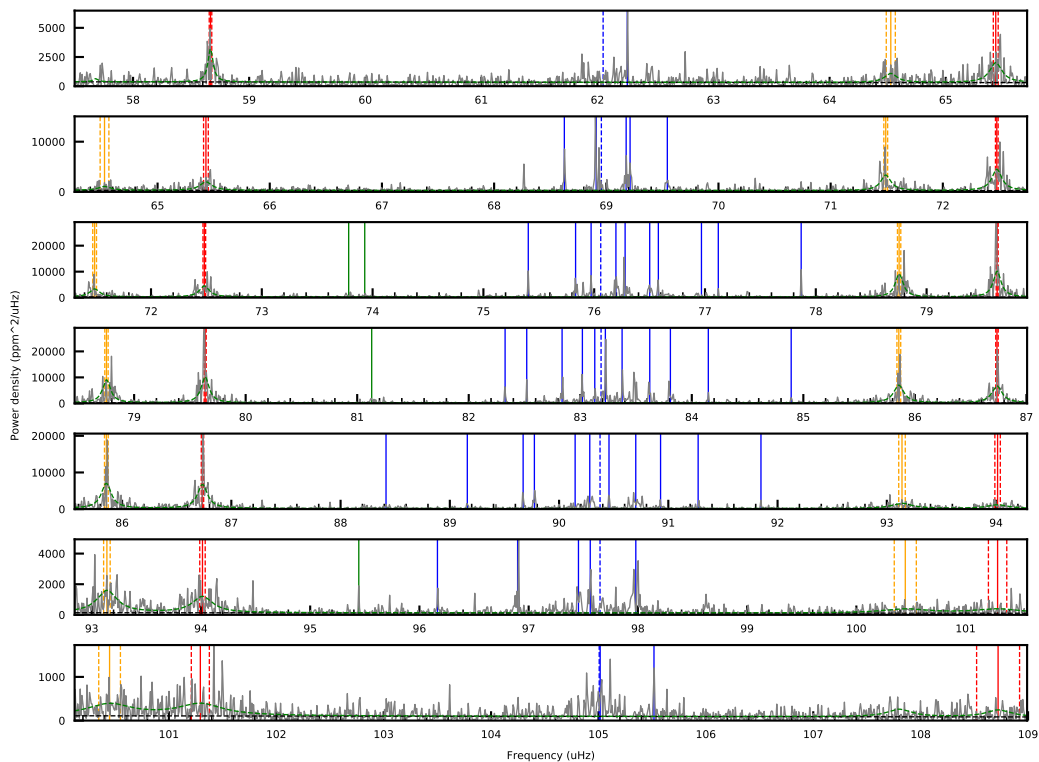 5000
2500
0
58 59 60 61 62 63 64 65
10000
0
65 66 67 68 69 70 71 72
20000
10000
0
72 73 74 75 76 77 78 79
Power density (ppm^2/uHz)
20000
10000
0
79 80 81 82 83 84 85 86 87
20000
10000
0
86 87 88 89 90 91 92 93 94
4000
2000
0
93 94 95 96 97 98 99 100 101
1000
0
101 102 103 104 105 106 107 108 109
Frequency (uHz)